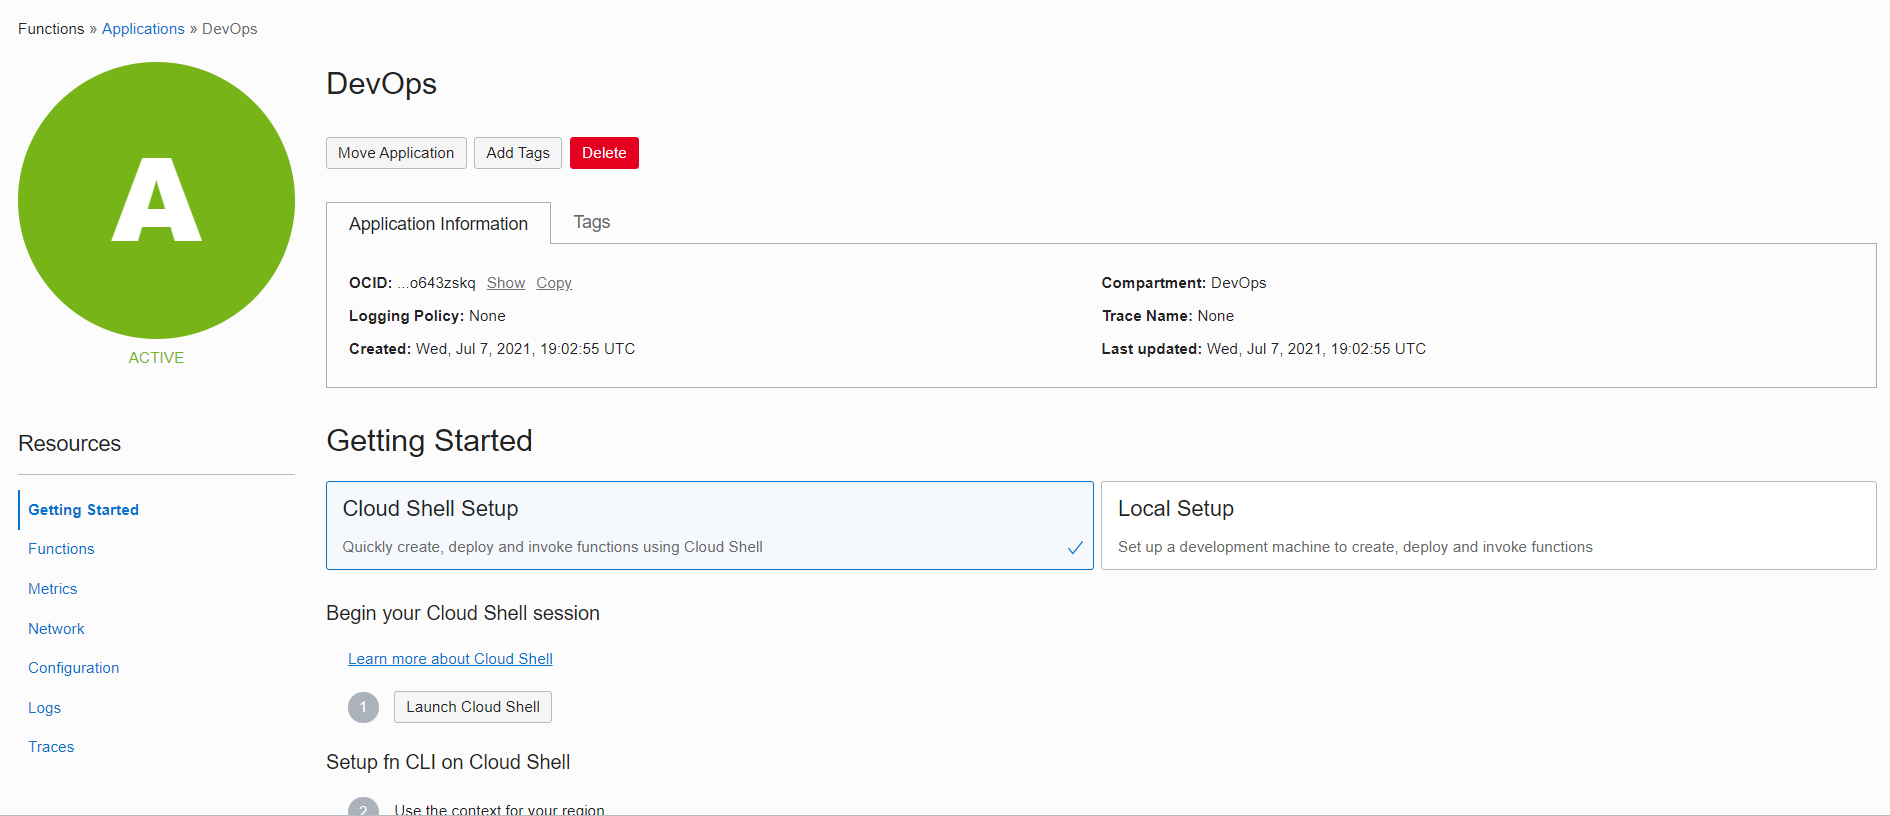 Functions » Applications » DevOps
A
ACTIVE
DevOps
Move Application Add Tags Delete
Application Information Tags
OCID: ...o643zskq Show Copy
Compartment: DevOps
Logging Policy: None
Trace Name: None
Created: Wed, Jul 7, 2021, 19:02:55 UTC
Last updated: Wed, Jul 7, 2021, 19:02:55 UTC
Resources
Getting Started
Functions
Metrics
Network
Configuration
Logs
Traces
Getting Started
Cloud Shell Setup
Quickly create, deploy and invoke functions using Cloud Shell
Local Setup
Set up a development machine to create, deploy and invoke functions
Begin your Cloud Shell session
Learn more about Cloud Shell
1 Launch Cloud Shell
Setup fn CLI on Cloud Shell
2 Use the context for your region